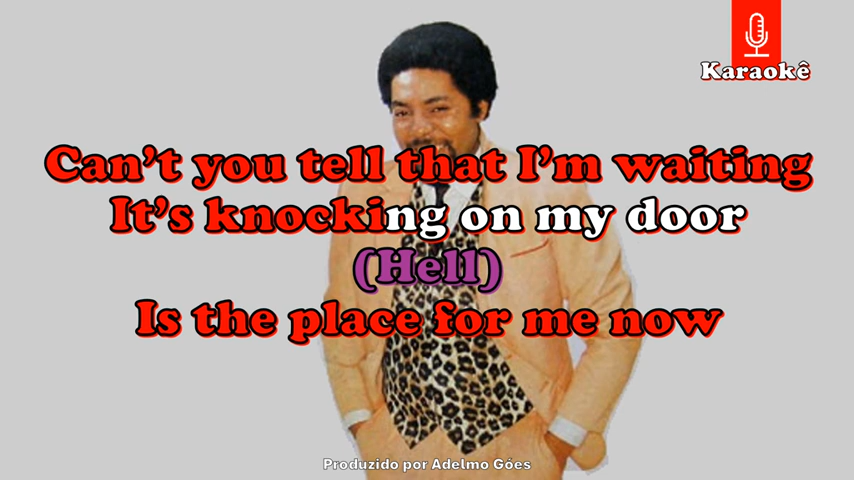 Karaokê
Can't you tell that I'm waiting
It's knocking on my door
(Hell)
Is the place for me now
Produzido por Adelmo Góes